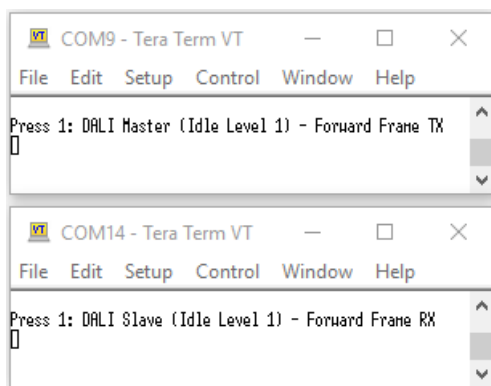 COM9 - Tera Term VT
File Edit Setup Control Window Help
Press 1: DALI Master (Idle Level 1) - Forward Frame TX
COM14 - Tera Term VT
File Edit Setup Control Window Help
Press 1: DALI Slave (Idle Level 1) - Forward Frame RX